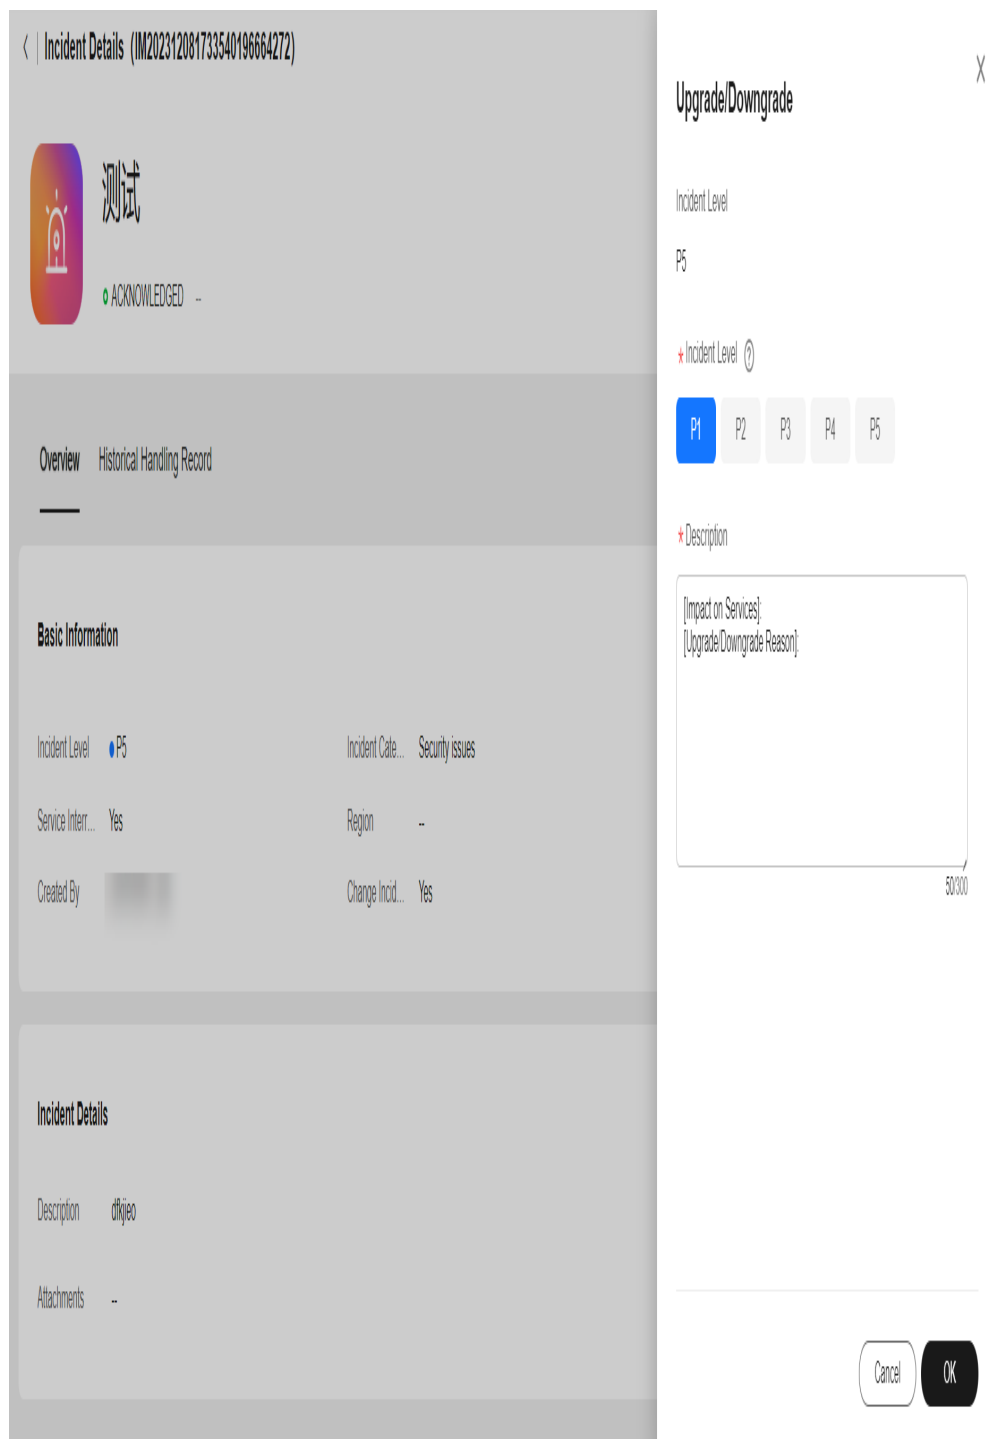 Incident Details (IM20231208173354019666​4272)
测试
ACKNOWLEDGED --
Overview Historical Handling Record
Basic Information
Incident Level P5 Incident Cate... Security issues
Service Interr... Yes Region --
Created By Change Incid... Yes
Incident Details
Description dfkjieo
Attachments --
Upgrade/Downgrade
Incident Level
P5
* Incident Level ?
P1 P2 P3 P4 P5
* Description
[Impact on Services]:
[Upgrade/Downgrade Reason]:
50/300
Cancel OK